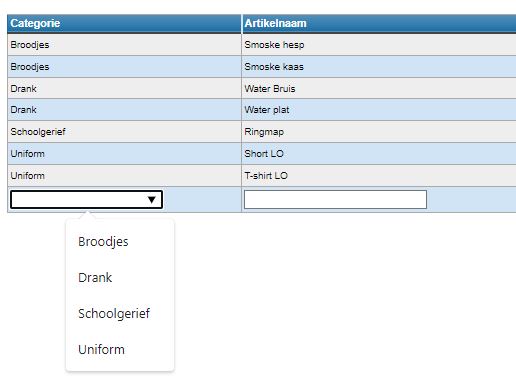 Categorie Artikelnaam
Broodjes Smoske hesp
Broodjes Smoske kaas
Drank Water Bruis
Drank Water plat
Schoolgerief Ringmap
Uniform Short LO
Uniform T-shirt LO
Broodjes
Drank
Schoolgerief
Uniform